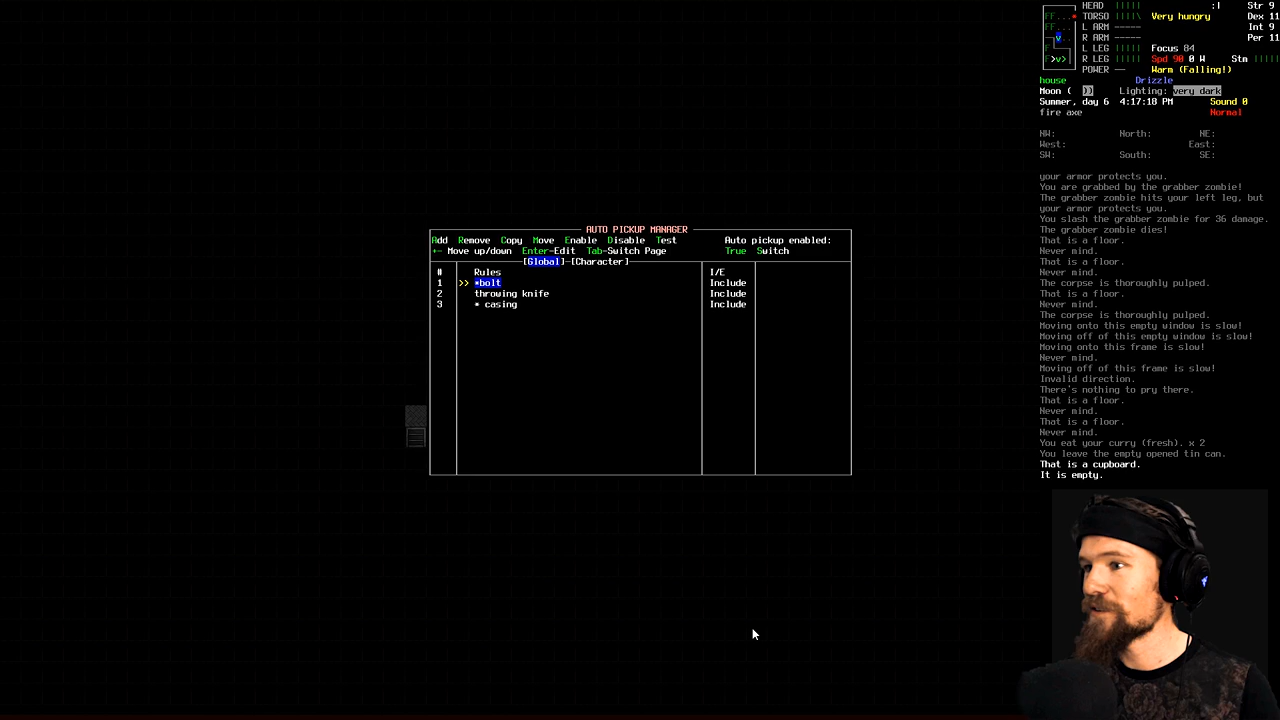 HEAD ||||| :| Str 9
FF...* TORSO ||||\ Very hungry Dex 11
FF... L ARM ----- Int 9
v.. R ARM ----- Per 11
F L LEG ||||| Focus 84
F>v> R LEG ||||| Spd 90 0 W Stm |||||
POWER -- Warm (Falling!)
house Drizzle
Moon ( )) Lighting: very dark
Summer, day 6 4:17:18 PM Sound 0
fire axe Normal
NW: North: NE:
West: East:
SW: South: SE:
your armor protects you.
You are grabbed by the grabber zombie!
The grabber zombie hits your left leg, but
your armor protects you.
You slash the grabber zombie for 36 damage.
The grabber zombie dies!
That is a floor.
Never mind.
That is a floor.
Never mind.
The corpse is thoroughly pulped.
That is a floor.
Never mind.
The corpse is thoroughly pulped.
Moving onto this empty window is slow!
Moving off of this empty window is slow!
Moving onto this frame is slow!
Never mind.
Moving off of this frame is slow!
Invalid direction.
There's nothing to pry there.
That is a floor.
Never mind.
That is a floor.
Never mind.
You eat your curry (fresh). x 2
You leave the empty opened tin can.
That is a cupboard.
It is empty.
AUTO PICKUP MANAGER
Add Remove Copy Move Enable Disable Test Auto pickup enabled:
+- Move up/down Enter-Edit Tab-Switch Page True Switch
[Global]-[Character]
# Rules I/E
1 >> *bolt Include
2 throwing knife Include
3 * casing Include